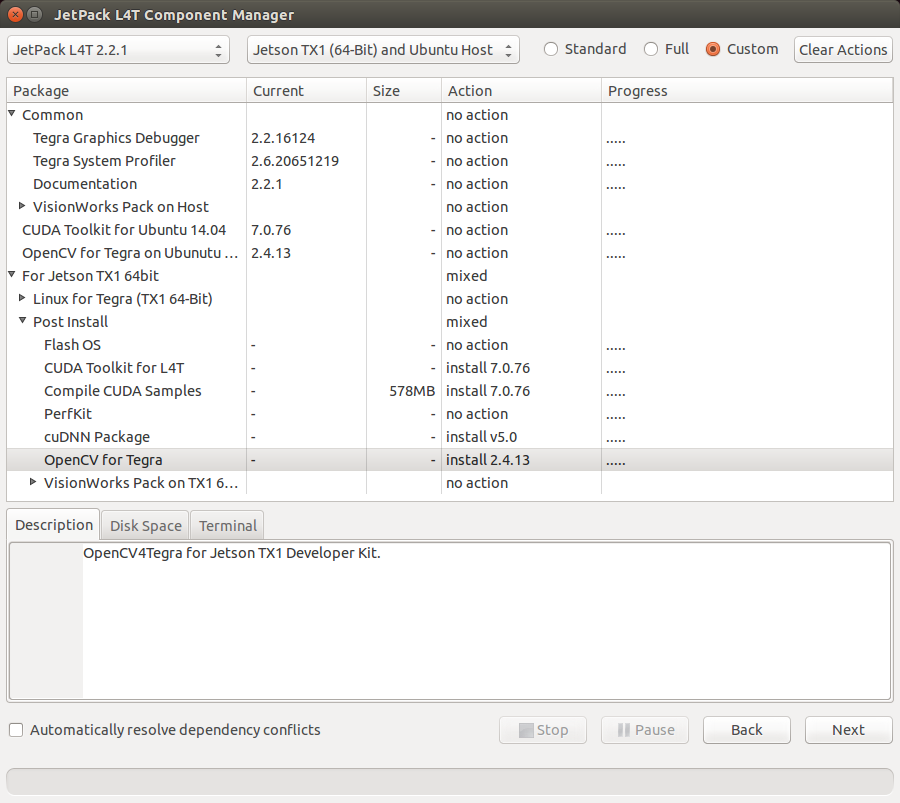 JetPack L4T Component Manager
JetPack L4T 2.2.1 Jetson TX1 (64-Bit) and Ubuntu Host Standard Full Custom Clear Actions
Package Current Size Action Progress
Common no action
Tegra Graphics Debugger 2.2.16124 - no action .....
Tegra System Profiler 2.6.20651219 - no action .....
Documentation 2.2.1 - no action .....
VisionWorks Pack on Host no action
CUDA Toolkit for Ubuntu 14.04 7.0.76 - no action .....
OpenCV for Tegra on Ubunutu ... 2.4.13 - no action .....
For Jetson TX1 64bit mixed
Linux for Tegra (TX1 64-Bit) no action
Post Install mixed
Flash OS - - no action .....
CUDA Toolkit for L4T - - install 7.0.76 .....
Compile CUDA Samples - 578MB install 7.0.76 .....
PerfKit - - no action .....
cuDNN Package - - install v5.0 .....
OpenCV for Tegra - - install 2.4.13 .....
VisionWorks Pack on TX1 6... no action
Description Disk Space Terminal
OpenCV4Tegra for Jetson TX1 Developer Kit.
Automatically resolve dependency conflicts Stop Pause Back Next